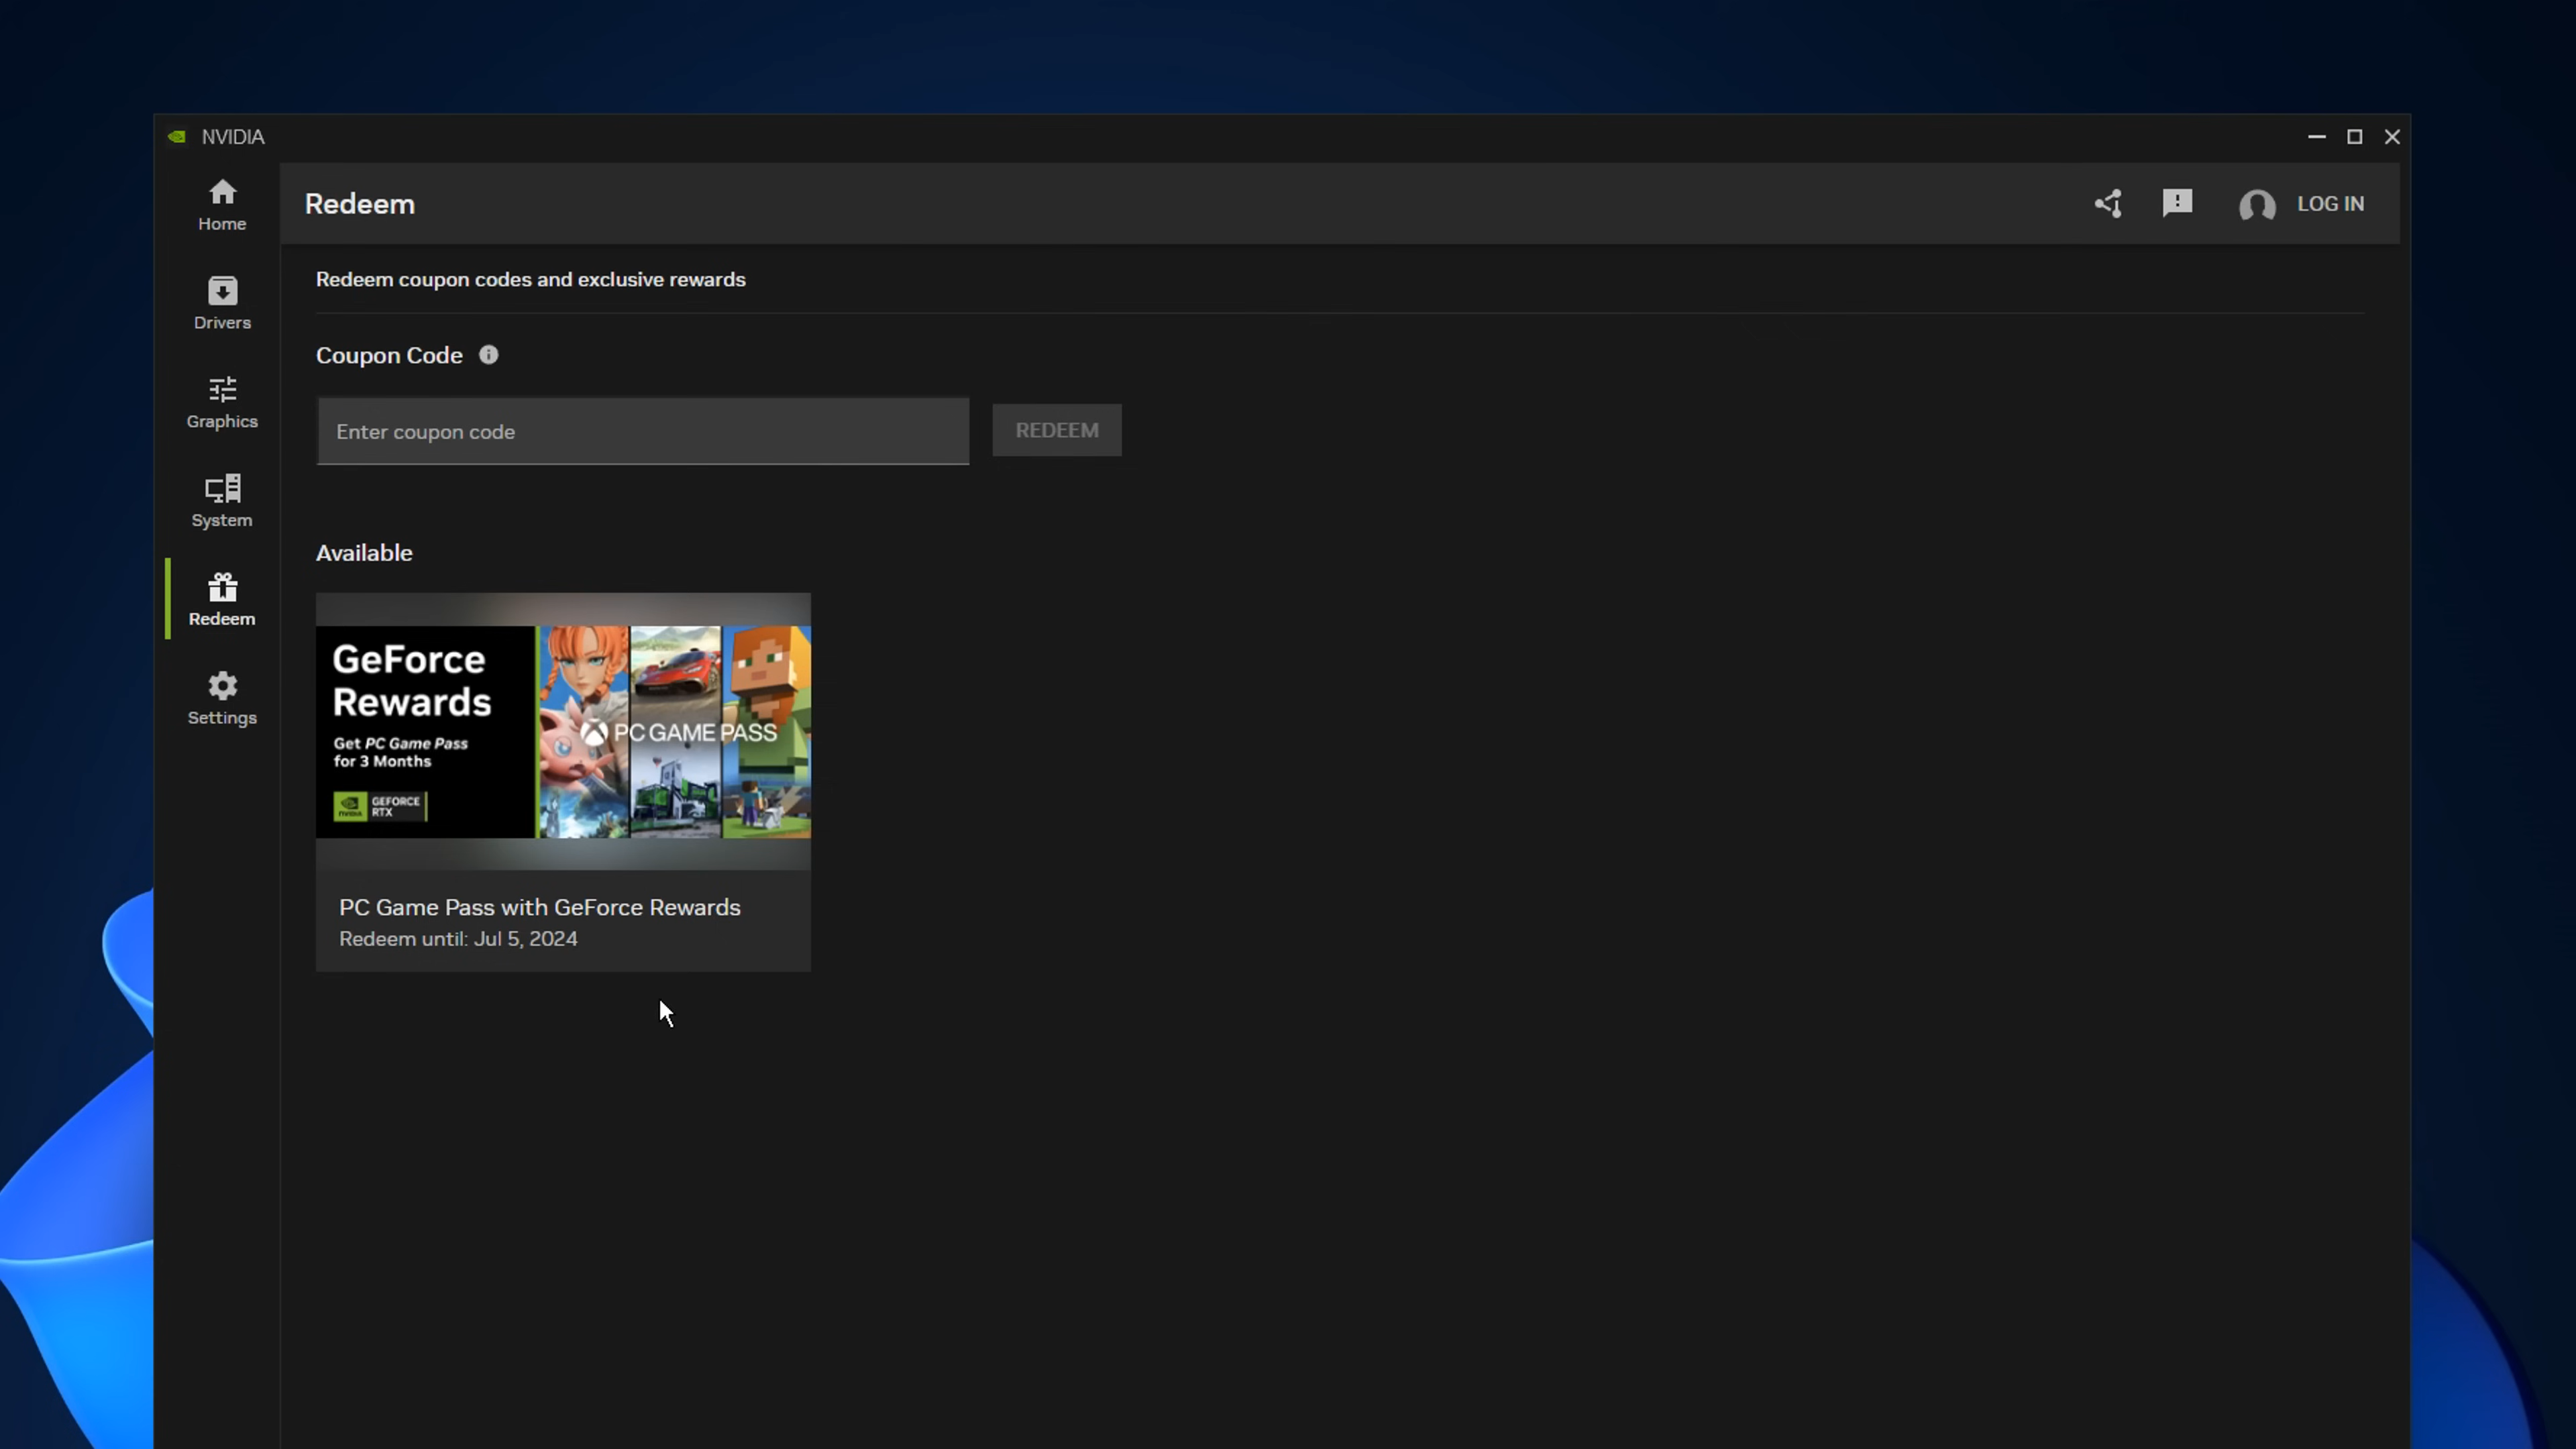 NVIDIA
Home
Drivers
Graphics
System
Redeem
Settings
Redeem
LOG IN
Redeem coupon codes and exclusive rewards
Coupon Code
Enter coupon code
REDEEM
Available
GeForce
Rewards
Get PC Game Pass
for 3 Months
NVIDIA
GEFORCE
RTX
PC GAME PASS
PC Game Pass with GeForce Rewards
Redeem until: Jul 5, 2024